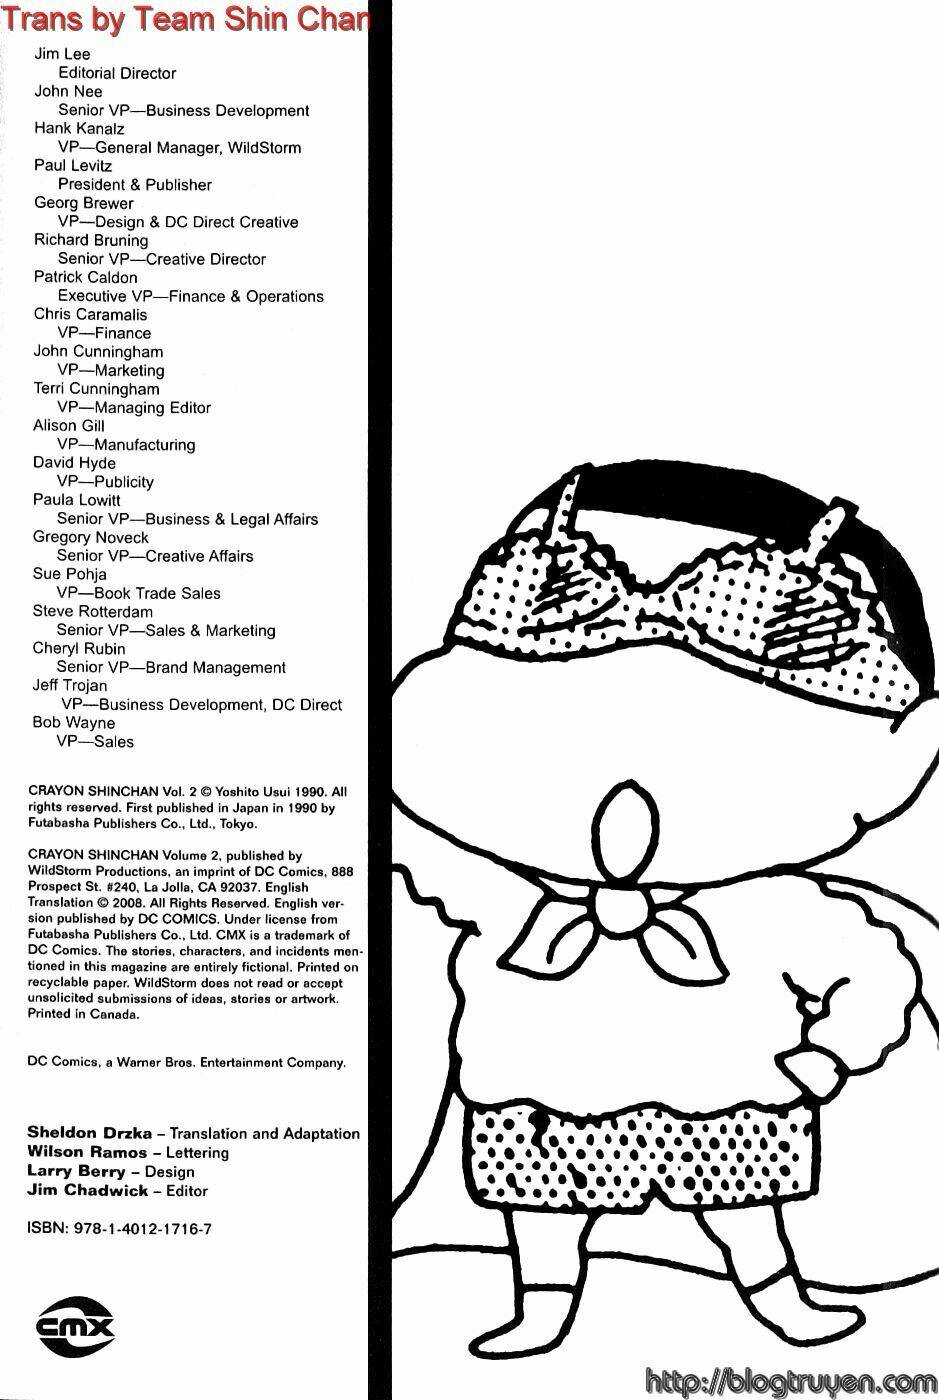 Trans by Team Shin Chan
Jim Lee
Editorial Director
John Nee
Senior VP—Business Development
Hank Kanalz
VP—General Manager, WildStorm
Paul Levitz
President & Publisher
Georg Brewer
VP—Design & DC Direct Creative
Richard Bruning
Senior VP—Creative Director
Patrick Caldon
Executive VP—Finance & Operations
Chris Caramalis
VP—Finance
John Cunningham
VP—Marketing
Terri Cunningham
VP—Managing Editor
Alison Gill
VP—Manufacturing
David Hyde
VP—Publicity
Paula Lowitt
Senior VP—Business & Legal Affairs
Gregory Noveck
Senior VP—Creative Affairs
Sue Pohja
VP—Book Trade Sales
Steve Rotterdam
Senior VP—Sales & Marketing
Cheryl Rubin
Senior VP—Brand Management
Jeff Trojan
VP—Business Development, DC Direct
Bob Wayne
VP—Sales
CRAYON SHINCHAN Vol. 2 © Yoshito Usui 1990. All
rights reserved. First published in Japan in 1990 by
Futabasha Publishers Co., Ltd., Tokyo.
CRAYON SHINCHAN Volume 2, published by
WildStorm Productions, an imprint of DC Comics, 888
Prospect St. #240, La Jolla, CA 92037. English
Translation © 2008. All Rights Reserved. English ver-
sion published by DC COMICS. Under license from
Futabasha Publishers Co., Ltd. CMX is a trademark of
DC Comics. The stories, characters, and incidents men-
tioned in this magazine are entirely fictional. Printed on
recyclable paper. WildStorm does not read or accept
unsolicited submissions of ideas, stories or artwork.
Printed in Canada.
DC Comics, a Warner Bros. Entertainment Company.
Sheldon Drzka – Translation and Adaptation
Wilson Ramos – Lettering
Larry Berry – Design
Jim Chadwick – Editor
ISBN: 978-1-4012-1716-7
cmx
http://blogtruyen.com